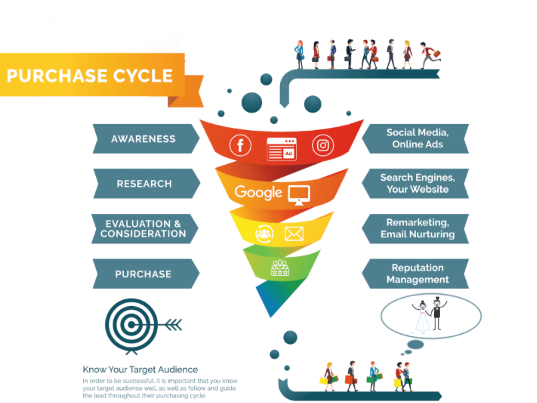 PURCHASE CYCLE
AWARENESS
Ad
Social Media,
Online Ads
RESEARCH
Google
Search Engines,
Your Website
EVALUATION &
CONSIDERATION
Remarketing,
Email Nurturing
PURCHASE
Reputation
Management
Know Your Target Audience
In order to be successful, it is important that you know
your target audience well, as well as follow and guide
the lead throughout their purchasing cycle.